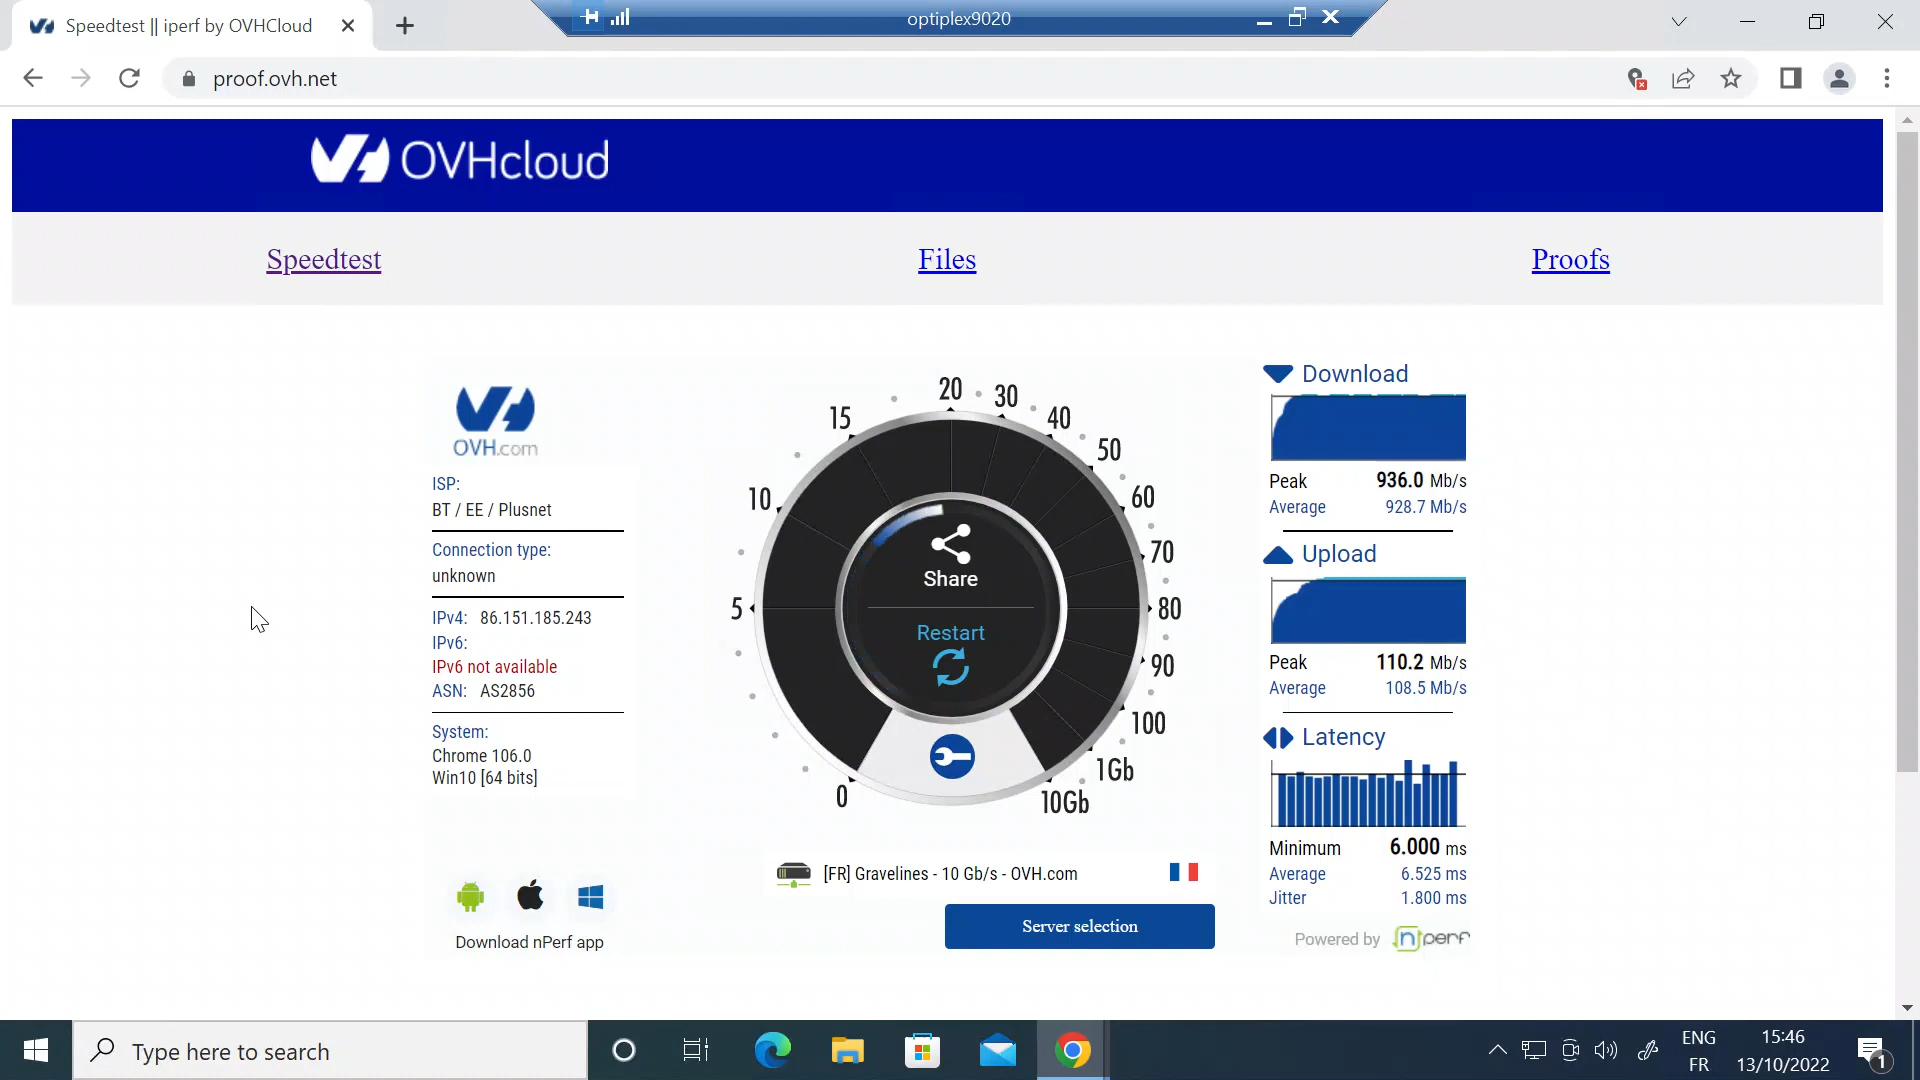 Speedtest || iperf by OVHCloud
optiplex9020
proof.ovh.net
OVHcloud
Speedtest
Files
Proofs
OVH.com
ISP:
BT / EE / Plusnet
Connection type:
unknown
IPv4: 86.151.185.243
IPv6:
IPv6 not available
ASN: AS2856
System:
Chrome 106.0
Win10 [64 bits]
Download nPerf app
0
5
10
15
20
30
40
50
60
70
80
90
100
1Gb
10Gb
Share
Restart
[FR] Gravelines - 10 Gb/s - OVH.com
Server selection
Download
Peak 936.0 Mb/s
Average 928.7 Mb/s
Upload
Peak 110.2 Mb/s
Average 108.5 Mb/s
Latency
Minimum 6.000 ms
Average 6.525 ms
Jitter 1.800 ms
Powered by nperf
Type here to search
ENG
FR
15:46
13/10/2022
1